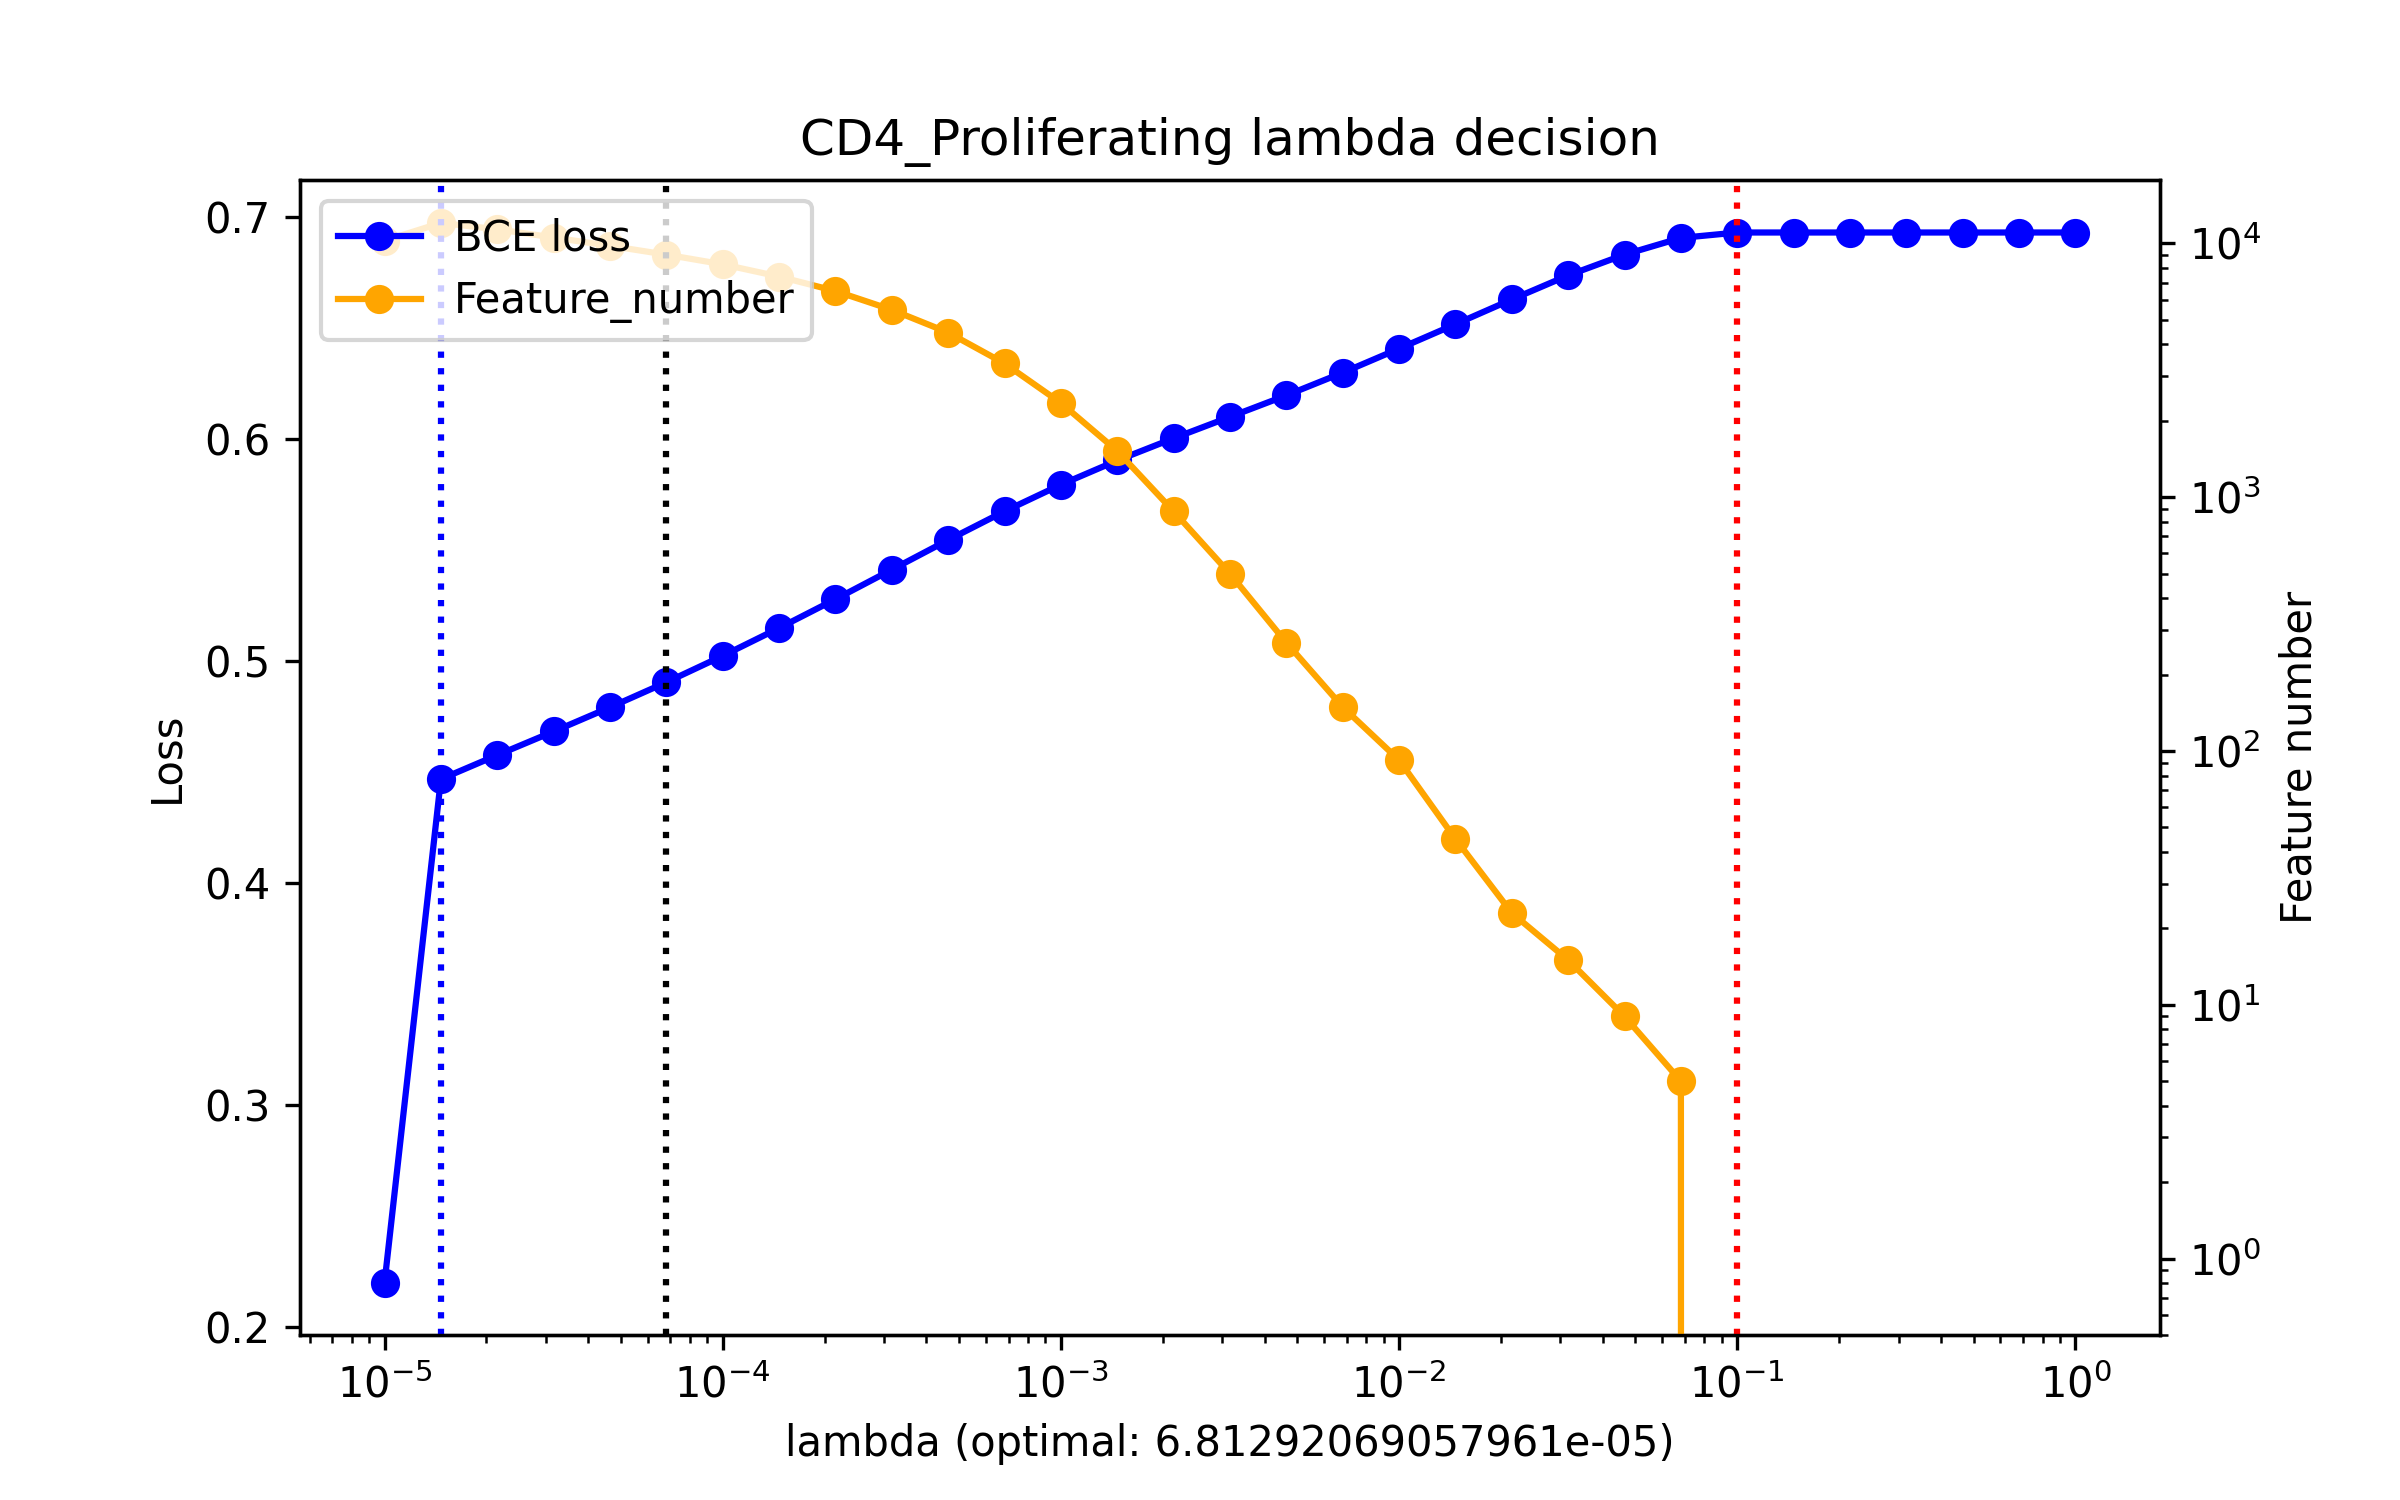 CD4_Proliferating lambda decision
BCE loss
Feature_number
Loss
0.7
0.6
0.5
0.4
0.3
0.2
10⁴
10³
10²
10¹
10⁰
Feature number
10⁻⁵ 10⁻⁴ 10⁻³ 10⁻² 10⁻¹ 10⁰
lambda (optimal: 6.81292069057961e-05)